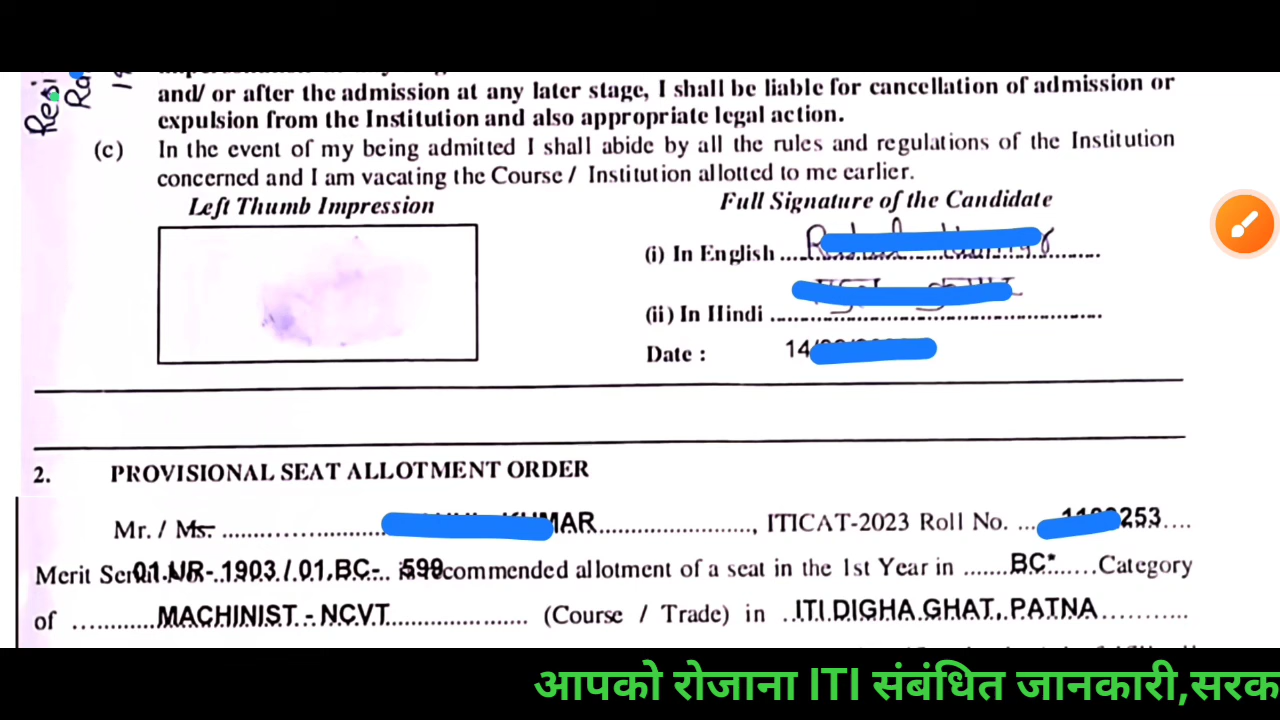 Resi
Ra
and/ or after the admission at any later stage, I shall be liable for cancellation of admission or
expulsion from the Institution and also appropriate legal action.
(c) In the event of my being admitted I shall abide by all the rules and regulations of the Institution
concerned and I am vacating the Course / Institution allotted to me earlier.
Left Thumb Impression Full Signature of the Candidate
(i) In English
(ii) In Hindi
Date : 14/
2. PROVISIONAL SEAT ALLOTMENT ORDER
Mr. / Ms. MAR, ITICAT-2023 Roll No. 253
Merit Serial No. 01.UR- 1903 / 01.BC- 599 is recommended allotment of a seat in the 1st Year in BC* Category
of MACHINIST - NCVT (Course / Trade) in ITI DIGHA GHAT, PATNA
आपको रोजाना ITI संबंधित जानकारी,सरक